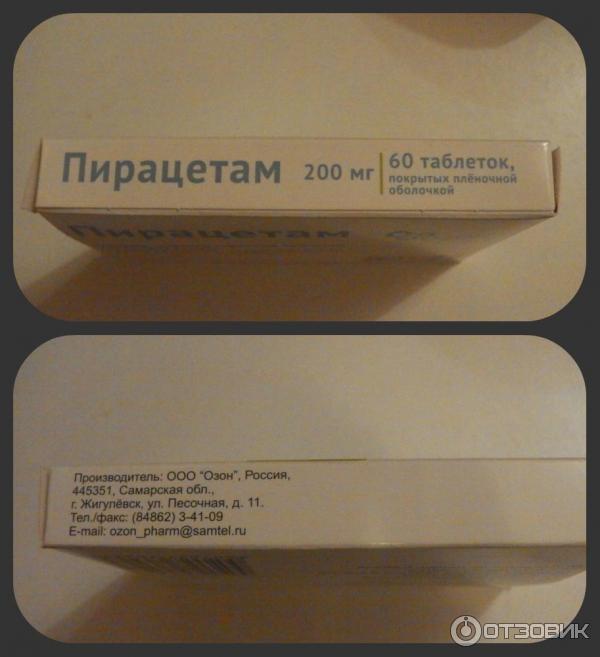 Пирацетам 200 мг
60 таблеток,
покрытых плёночной
оболочкой
Пирацетам
Производитель: ООО "Озон", Россия,
445351, Самарская обл.,
г. Жигулёвск, ул. Песочная, д. 11.
Тел./факс: (84862) 3-41-09
E-mail: ozon_pharm@samtel.ru
ОТЗОВИК